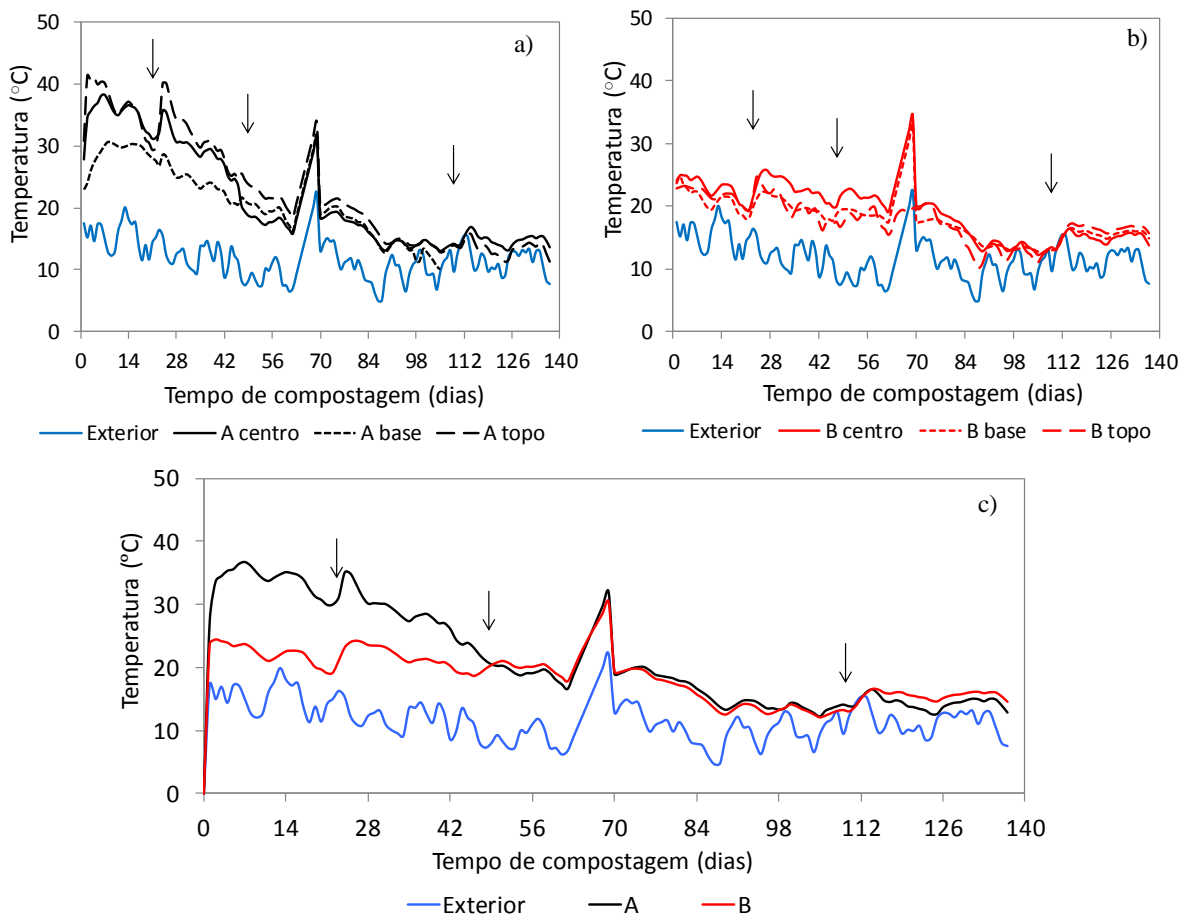 a)
50
40
30
20
10
0
Temperatura (°C)
1 14 28 42 56 70 84 98 112 126 140
Tempo de compostagem (dias)
Exterior A centro A base A topo
b)
50
40
30
20
10
0
Temperatura (°C)
1 14 28 42 56 70 84 98 112 126 140
Tempo de compostagem (dias)
Exterior B centro B base B topo
c)
50
40
30
20
10
0
Temperatura (°C)
0 14 28 42 56 70 84 98 112 126 140
Tempo de compostagem (dias)
Exterior A B